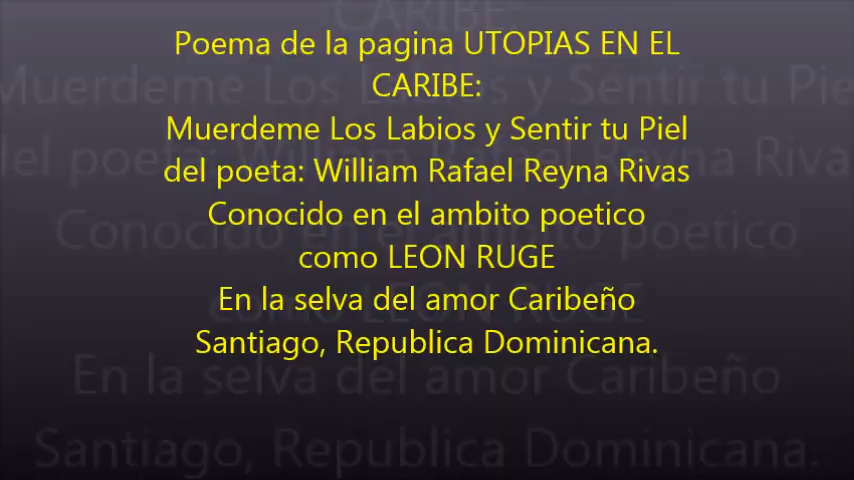 Poema de la pagina UTOPIAS EN EL
CARIBE:
Muerdeme Los Labios y Sentir tu Piel
del poeta: William Rafael Reyna Rivas
Conocido en el ambito poetico
como LEON RUGE
En la selva del amor Caribeño
Santiago, Republica Dominicana.